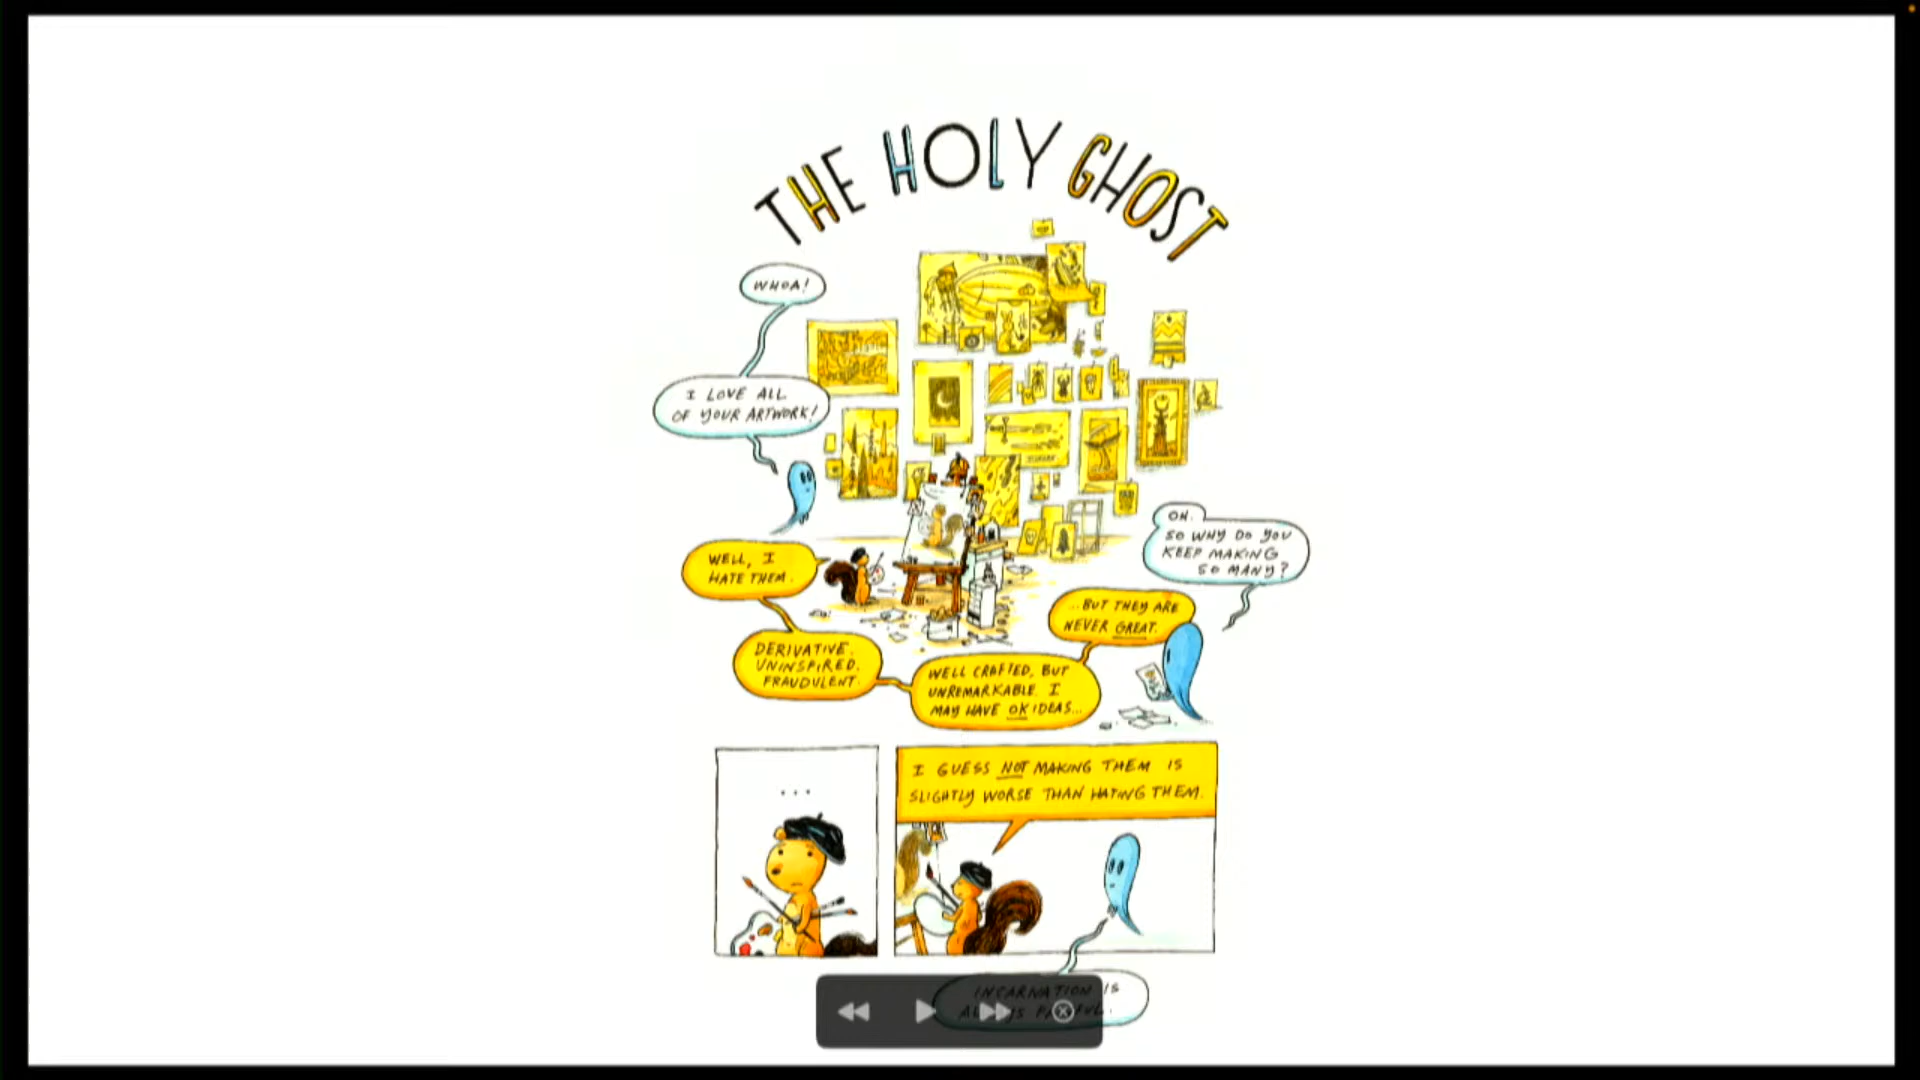 THE HOLY GHOST
WHOA!
I LOVE ALL
OF YOUR ARTWORK!
WELL, I
HATE THEM.
DERIVATIVE.
UNINSPIRED.
FRAUDULENT.
WELL CRAFTED, BUT
UNREMARKABLE. I
MAY HAVE OK IDEAS...
...BUT THEY ARE
NEVER GREAT.
OH.
SO WHY DO YOU
KEEP MAKING
SO MANY?
...
I GUESS NOT MAKING THEM IS
SLIGHTLY WORSE THAN HATING THEM.
INCARNATION IS